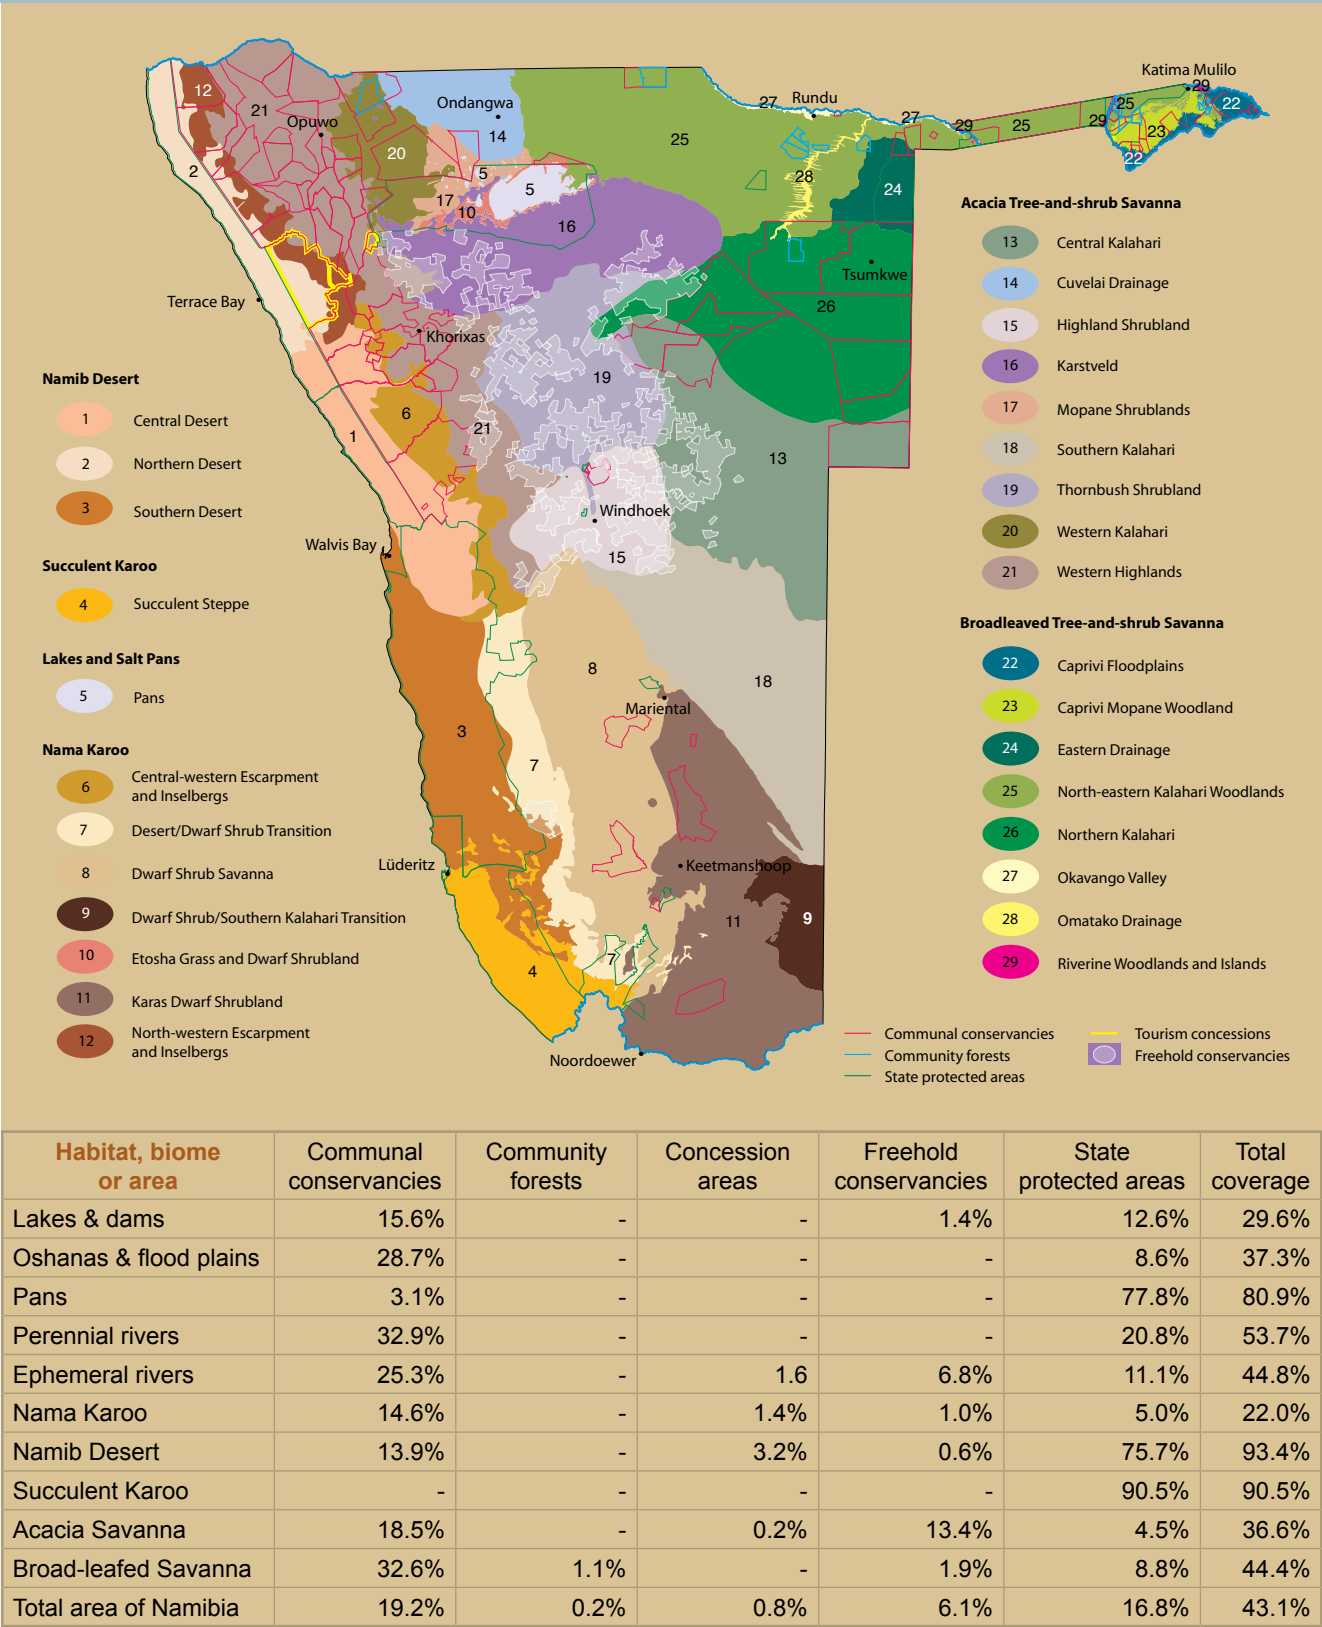 Katima Mulilo
12
21
Opuwo
Ondangwa
14
20
25
27
Rundu
27
29
25
29
25
29
22
23
22
2
5
5
17
10
16
28
24
Tsumkwe
26
Terrace Bay
Khorixas
19
6
1
21
13
Windhoek
15
Walvis Bay
8
18
Mariental
3
7
Lüderitz
Keetmanshoop
11
9
4
7
Noordoewer
Namib Desert
1 Central Desert
2 Northern Desert
3 Southern Desert
Succulent Karoo
4 Succulent Steppe
Lakes and Salt Pans
5 Pans
Nama Karoo
6 Central-western Escarpment
and Inselbergs
7 Desert/Dwarf Shrub Transition
8 Dwarf Shrub Savanna
9 Dwarf Shrub/Southern Kalahari Transition
10 Etosha Grass and Dwarf Shrubland
11 Karas Dwarf Shrubland
12 North-western Escarpment
and Inselbergs
Acacia Tree-and-shrub Savanna
13 Central Kalahari
14 Cuvelai Drainage
15 Highland Shrubland
16 Karstveld
17 Mopane Shrublands
18 Southern Kalahari
19 Thornbush Shrubland
20 Western Kalahari
21 Western Highlands
Broadleaved Tree-and-shrub Savanna
22 Caprivi Floodplains
23 Caprivi Mopane Woodland
24 Eastern Drainage
25 North-eastern Kalahari Woodlands
26 Northern Kalahari
27 Okavango Valley
28 Omatako Drainage
29 Riverine Woodlands and Islands
Communal conservancies
Community forests
State protected areas
Tourism concessions
Freehold conservancies
Habitat, biome Communal Community Concession Freehold State Total
or area conservancies forests areas conservancies protected areas coverage
Lakes & dams 15.6% - - 1.4% 12.6% 29.6%
Oshanas & flood plains 28.7% - - - 8.6% 37.3%
Pans 3.1% - - - 77.8% 80.9%
Perennial rivers 32.9% - - - 20.8% 53.7%
Ephemeral rivers 25.3% - 1.6 6.8% 11.1% 44.8%
Nama Karoo 14.6% - 1.4% 1.0% 5.0% 22.0%
Namib Desert 13.9% - 3.2% 0.6% 75.7% 93.4%
Succulent Karoo - - - - 90.5% 90.5%
Acacia Savanna 18.5% - 0.2% 13.4% 4.5% 36.6%
Broad-leafed Savanna 32.6% 1.1% - 1.9% 8.8% 44.4%
Total area of Namibia 19.2% 0.2% 0.8% 6.1% 16.8% 43.1%